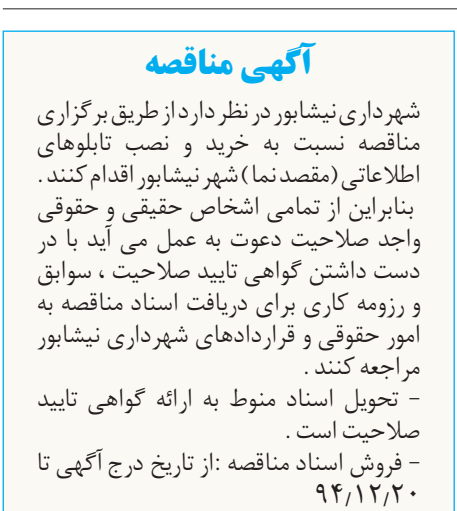 آگهی مناقصه
شهرداری نیشابور در نظر دارد از طریق برگزاری
مناقصه نسبت به خرید و نصب تابلوهای
اطلاعاتی (مقصدنما) شهر نیشابور اقدام کنند .
بنابراین از تمامی اشخاص حقیقی و حقوقی
واجد صلاحیت دعوت به عمل می آید با در
دست داشتن گواهی تایید صلاحیت ، سوابق
و رزومه کاری برای دریافت اسناد مناقصه به
امور حقوقی و قراردادهای شهرداری نیشابور
مراجعه کنند .
- تحویل اسناد منوط به ارائه گواهی تایید
صلاحیت است .
- فروش اسناد مناقصه :از تاریخ درج آگهی تا
۹۴/۱۲/۲۰